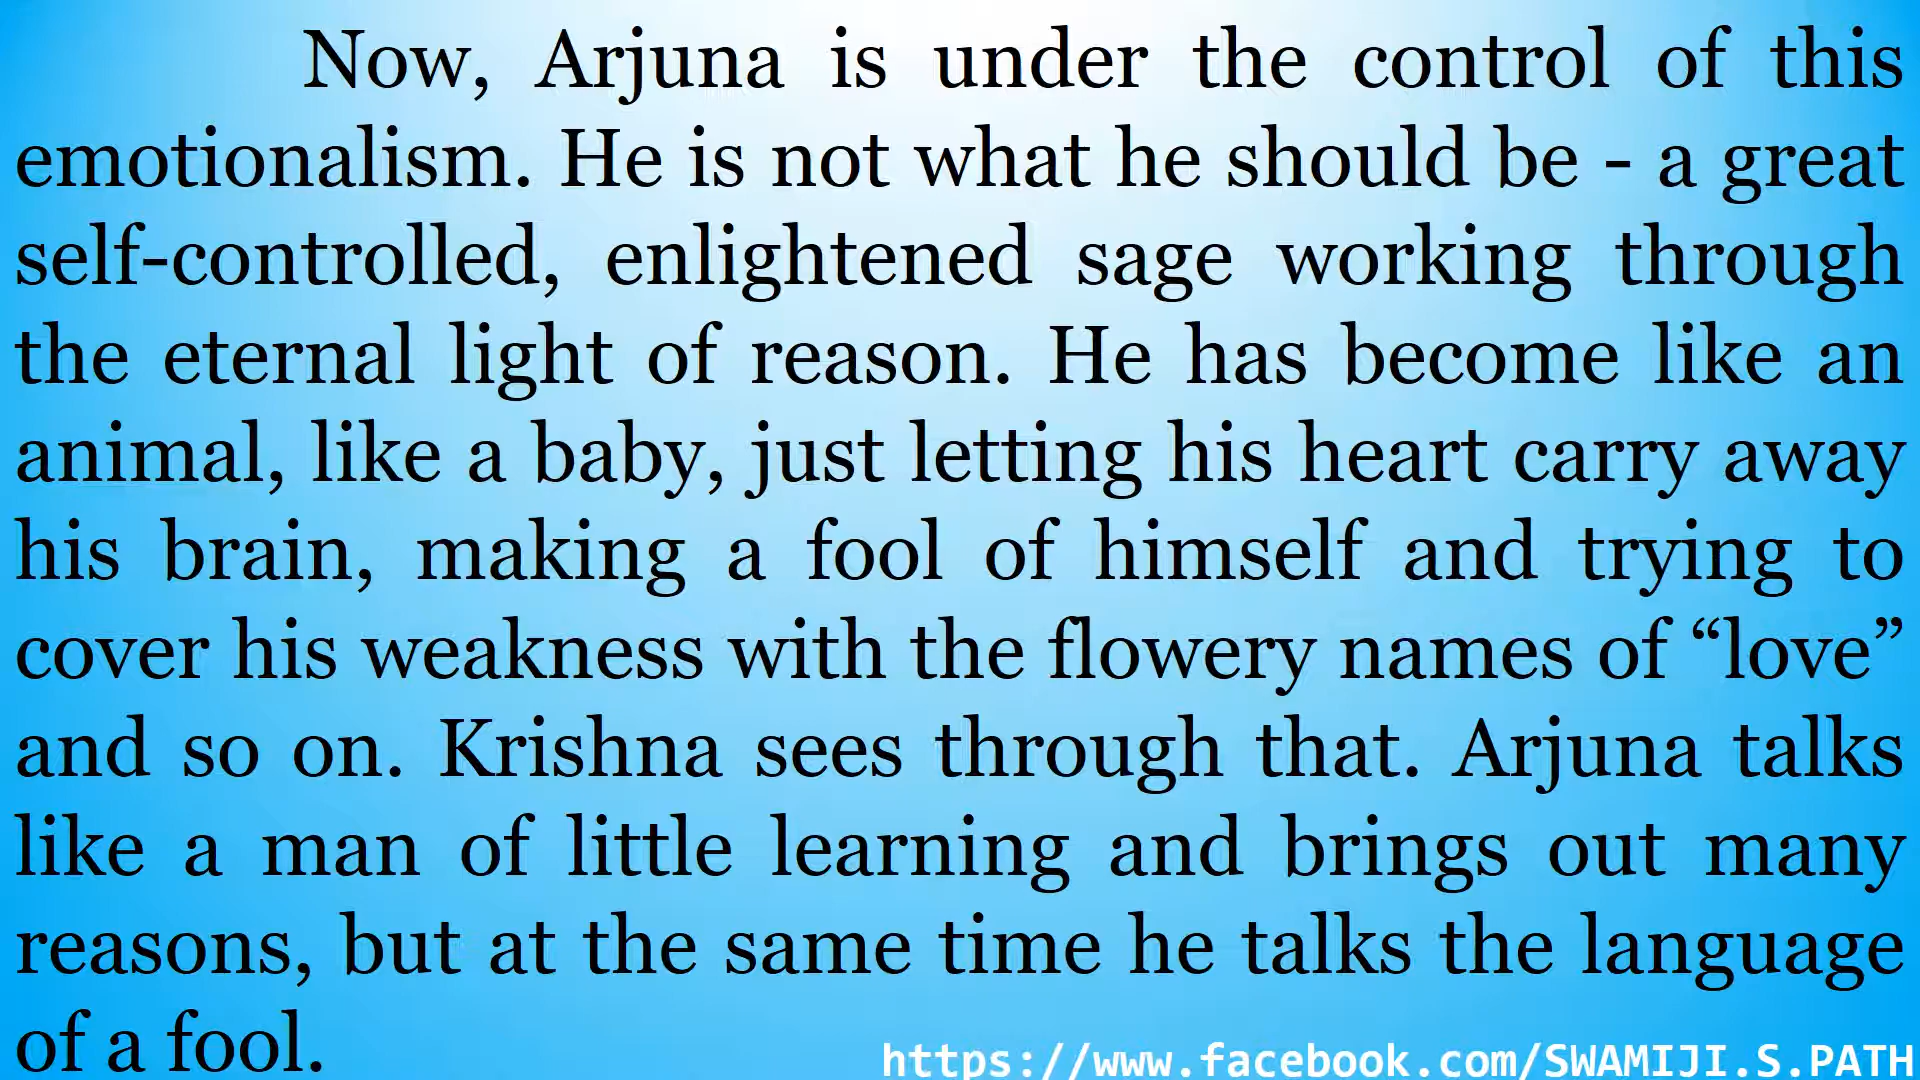 Now, Arjuna is under the control of this
emotionalism. He is not what he should be - a great
self-controlled, enlightened sage working through
the eternal light of reason. He has become like an
animal, like a baby, just letting his heart carry away
his brain, making a fool of himself and trying to
cover his weakness with the flowery names of “love”
and so on. Krishna sees through that. Arjuna talks
like a man of little learning and brings out many
reasons, but at the same time he talks the language
of a fool.
https://www.facebook.com/SWAMIJI.S.PATH